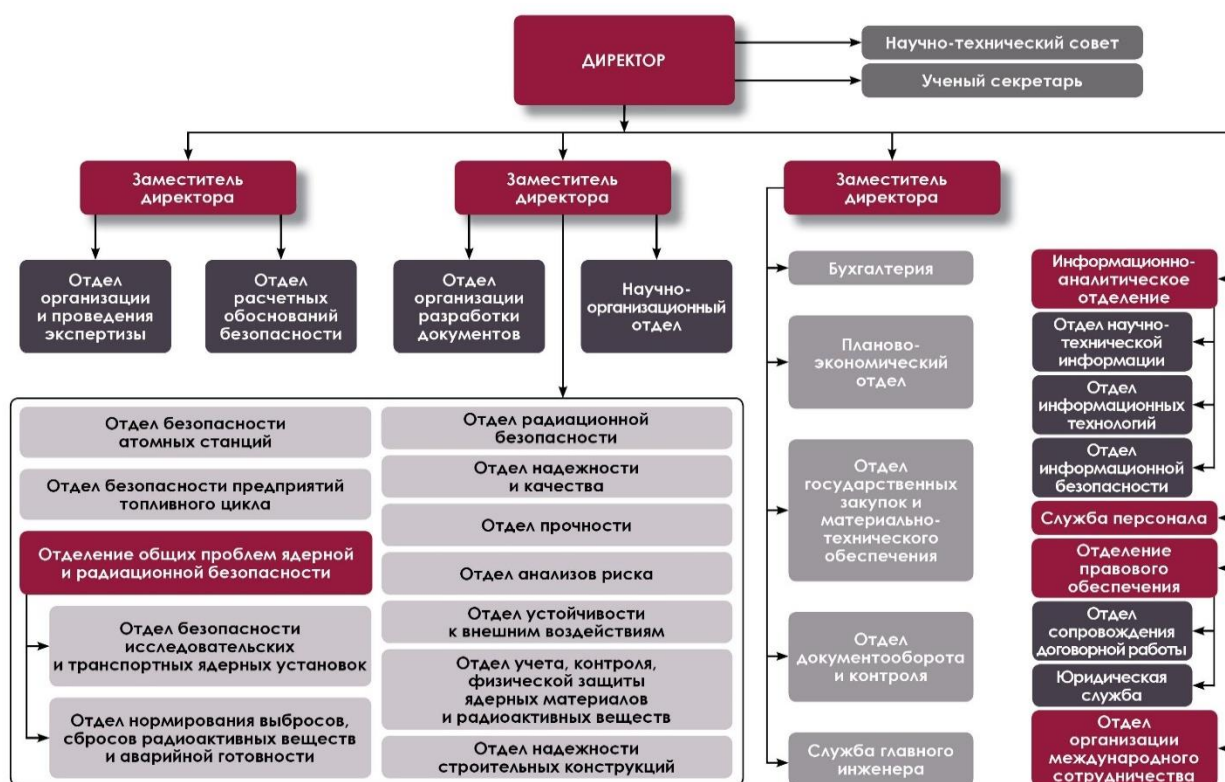 ДИРЕКТОР
Научно-технический совет
Ученый секретарь
Заместитель
директора
Заместитель
директора
Заместитель
директора
Отдел
организации
и проведения
экспертизы
Отдел
расчетных
обоснований
безопасности
Отдел
организации
разработки
документов
Научно-
организационный
отдел
Отдел безопасности
атомных станций
Отдел безопасности предприятий
топливного цикла
Отделение общих проблем ядерной
и радиационной безопасности
Отдел безопасности
исследовательских
и транспортных ядерных установок
Отдел нормирования выбросов,
сбросов радиоактивных веществ
и аварийной готовности
Отдел радиационной
безопасности
Отдел надежности
и качества
Отдел прочности
Отдел анализов риска
Отдел устойчивости
к внешним воздействиям
Отдел учета, контроля,
физической защиты
ядерных материалов
и радиоактивных веществ
Отдел надежности
строительных конструкций
Бухгалтерия
Планово-
экономический
отдел
Отдел
государственных
закупок и
материально-
технического
обеспечения
Отдел
документооборота
и контроля
Служба главного
инженера
Информационно-
аналитическое
отделение
Отдел научно-
технической
информации
Отдел
информационных
технологий
Отдел
информационной
безопасности
Служба персонала
Отделение
правового
обеспечения
Отдел
сопровождения
договорной работы
Юридическая
служба
Отдел
организации
международного
сотрудничества